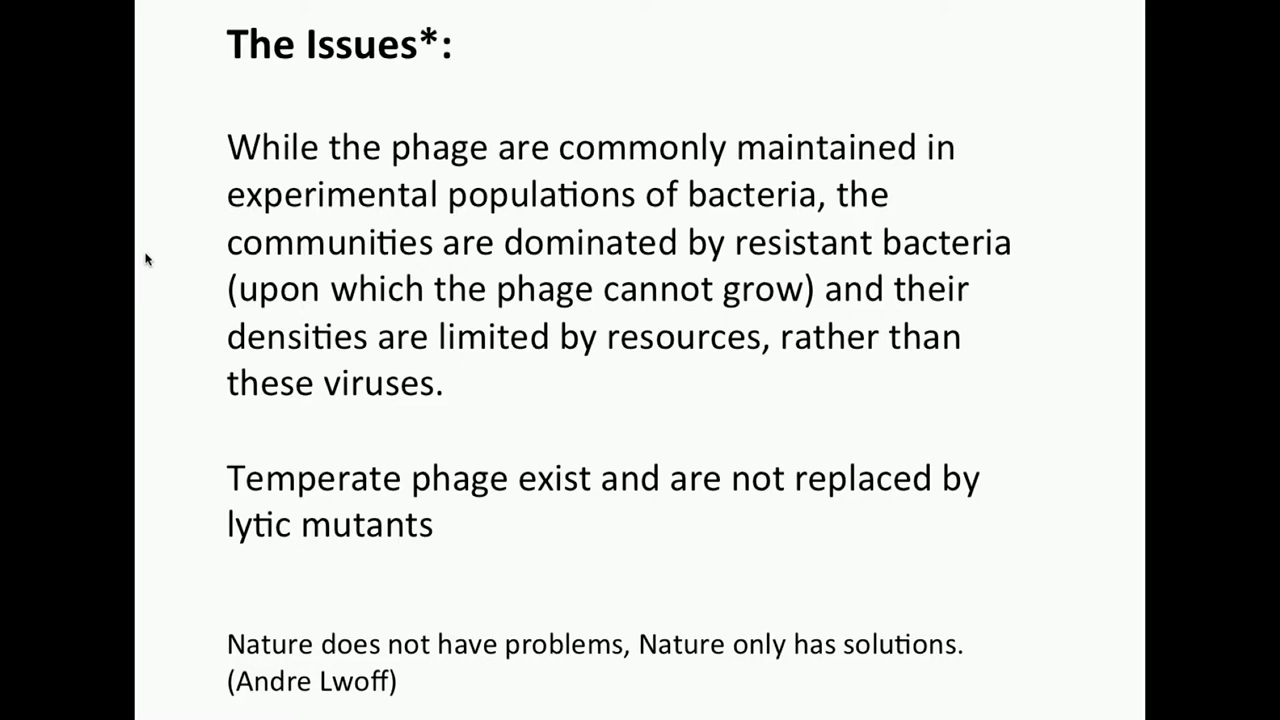 The Issues*:
While the phage are commonly maintained in
experimental populations of bacteria, the
communities are dominated by resistant bacteria
(upon which the phage cannot grow) and their
densities are limited by resources, rather than
these viruses.
Temperate phage exist and are not replaced by
lytic mutants
Nature does not have problems, Nature only has solutions.
(Andre Lwoff)